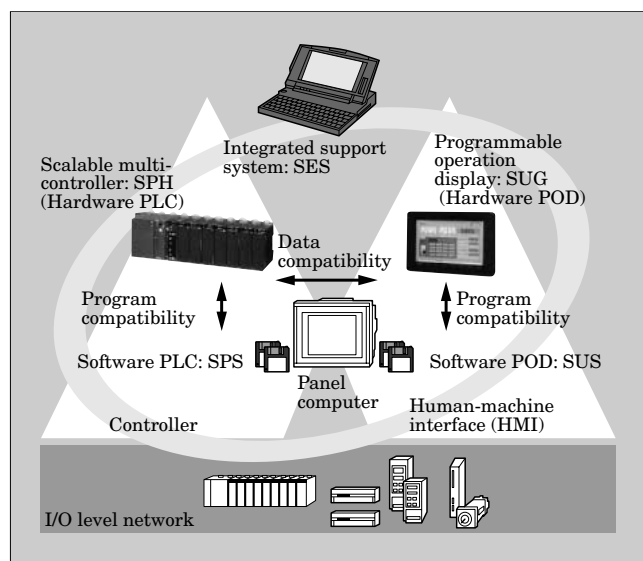 Integrated support
system: SES
Scalable multi-
controller: SPH
(Hardware PLC)
Programmable
operation
display: SUG
(Hardware POD)
Data
compatibility
Program
compatibility
Program
compatibility
Software PLC: SPS
Software POD: SUS
Panel
computer
Controller
Human-machine
interface (HMI)
I/O level network